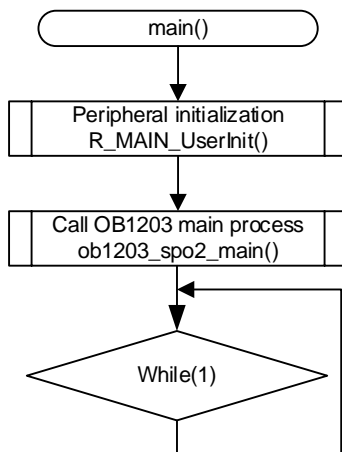 main()
Peripheral initialization
R_MAIN_UserInit()
Call OB1203 main process
ob1203_spo2_main()
While(1)